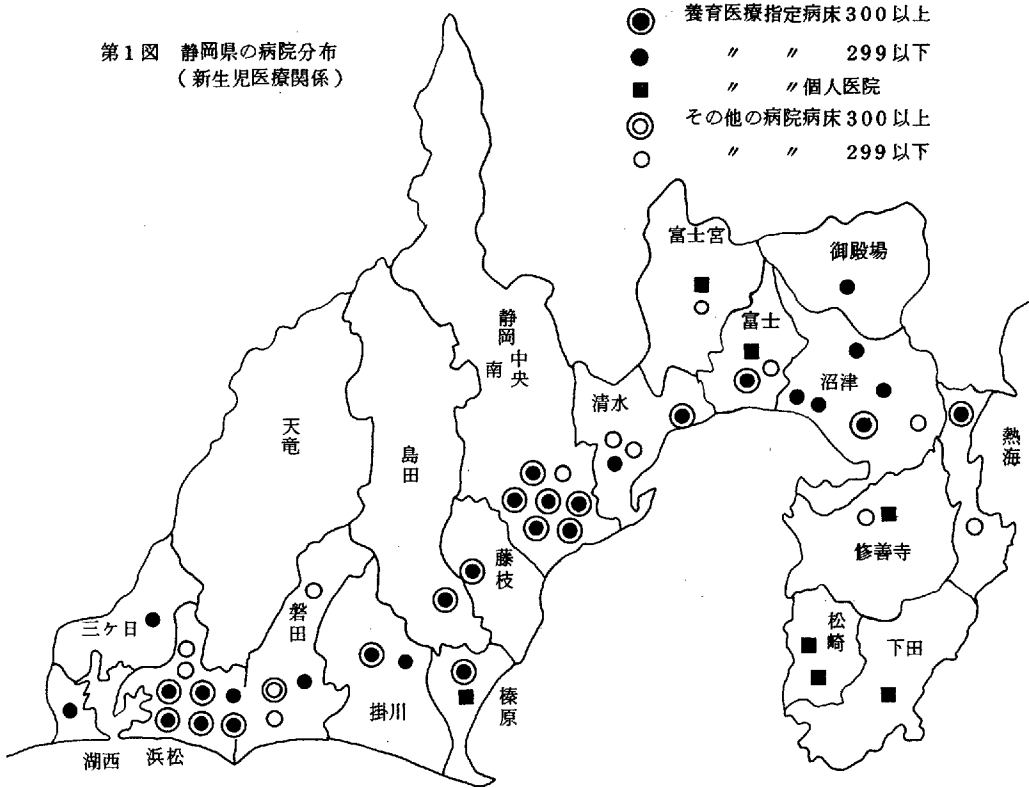 第1図 静岡県の病院分布
(新生児医療関係)
養育医療指定病床300以上
〃 〃 299以下
〃 〃個人医院
その他の病院病床300以上
〃 〃 299以下
富士宮
御殿場
富士
静岡
中央
南
沼津
清水
熱海
天竜
島田
藤枝
修善寺
磐田
三ケ日
松崎
下田
榛原
掛川
湖西
浜松